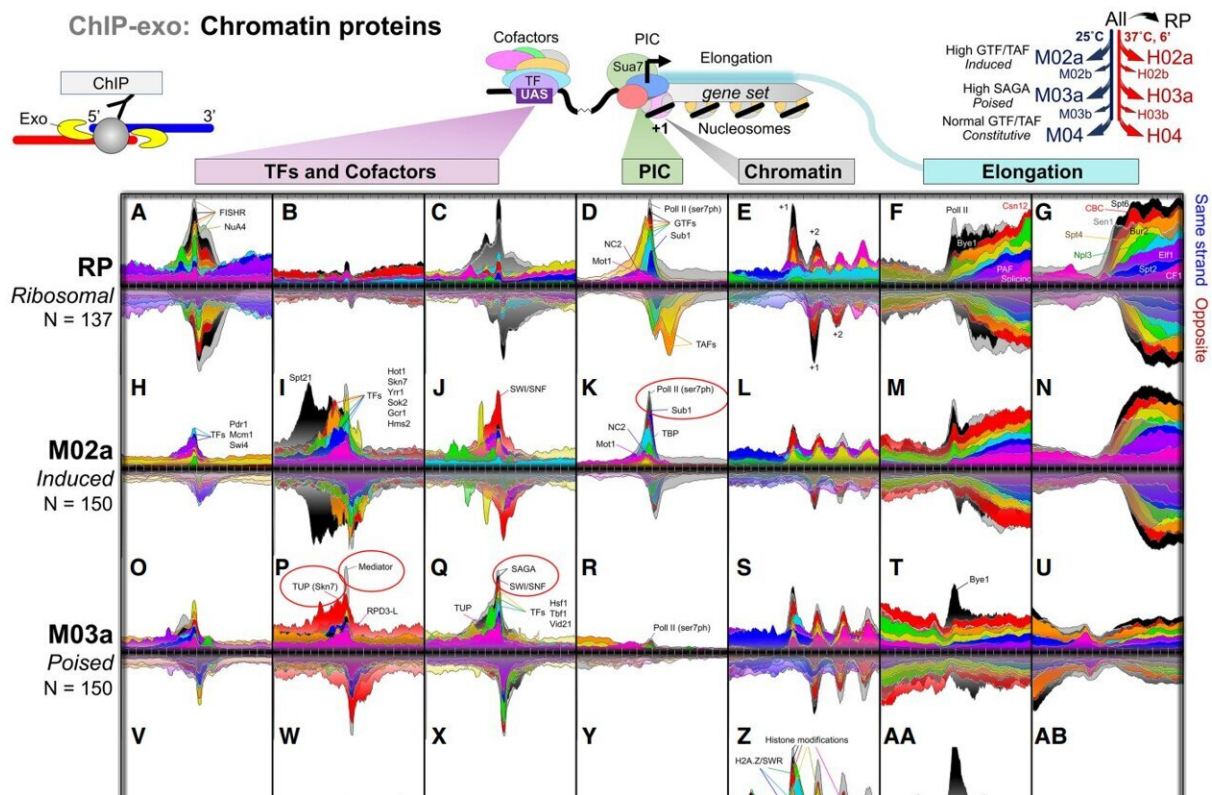 ChIP-exo: Chromatin proteins
ChIP
Exo
5'
3'
Cofactors
TF
UAS
PIC
Sua7
Elongation
gene set
+1
Nucleosomes
All
RP
25°C
37°C, 6'
High GTF/TAF
Induced
M02a
H02a
M02b
H02b
High SAGA
Poised
M03a
H03a
M03b
H03b
Normal GTF/TAF
Constitutive
M04
H04
TFs and Cofactors
PIC
Chromatin
Elongation
Same strand
Opposite
RP
Ribosomal
N = 137
A
FISHR
NuA4
B
C
D
PolI II (ser7ph)
GTFs
Sub1
NC2
Mot1
TAFs
E
+1
+2
+2
+1
F
Pol II
Bye1
Csn12
PAF
Splicing
G
CBC
Spt6
Sen1
Bur2
Spt4
Npl3
Elf1
Spt2
CF1
M02a
Induced
N = 150
H
TFs
Pdr1
Mcm1
Swi4
I
Spt21
TFs
Hot1
Skn7
Yrr1
Sok2
Gcr1
Hms2
J
SWI/SNF
K
Poll II (ser7ph)
Sub1
NC2
TBP
Mot1
L
M
N
M03a
Poised
N = 150
O
P
Mediator
TUP (Skn7)
RPD3-L
Q
SAGA
SWI/SNF
TUP
TFs
Hsf1
Tbf1
Vid21
R
Poll II (ser7ph)
S
T
Bye1
U
V
W
X
Y
Z
Histone modifications
H2A.Z/SWR
AA
AB